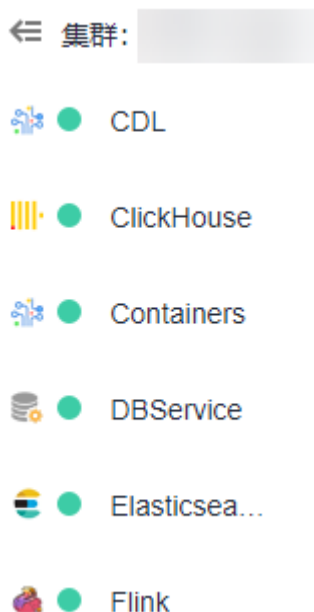 集群:
CDL
ClickHouse
Containers
DBService
Elasticsea...
Flink